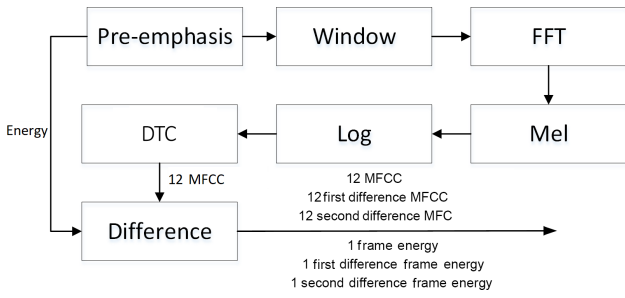 Pre-emphasis
Window
FFT
Energy
DTC
Log
Mel
12 MFCC
12 MFCC
12 first difference MFCC
12 second difference MFC
Difference
1 frame energy
1 first difference frame energy
1 second difference frame energy